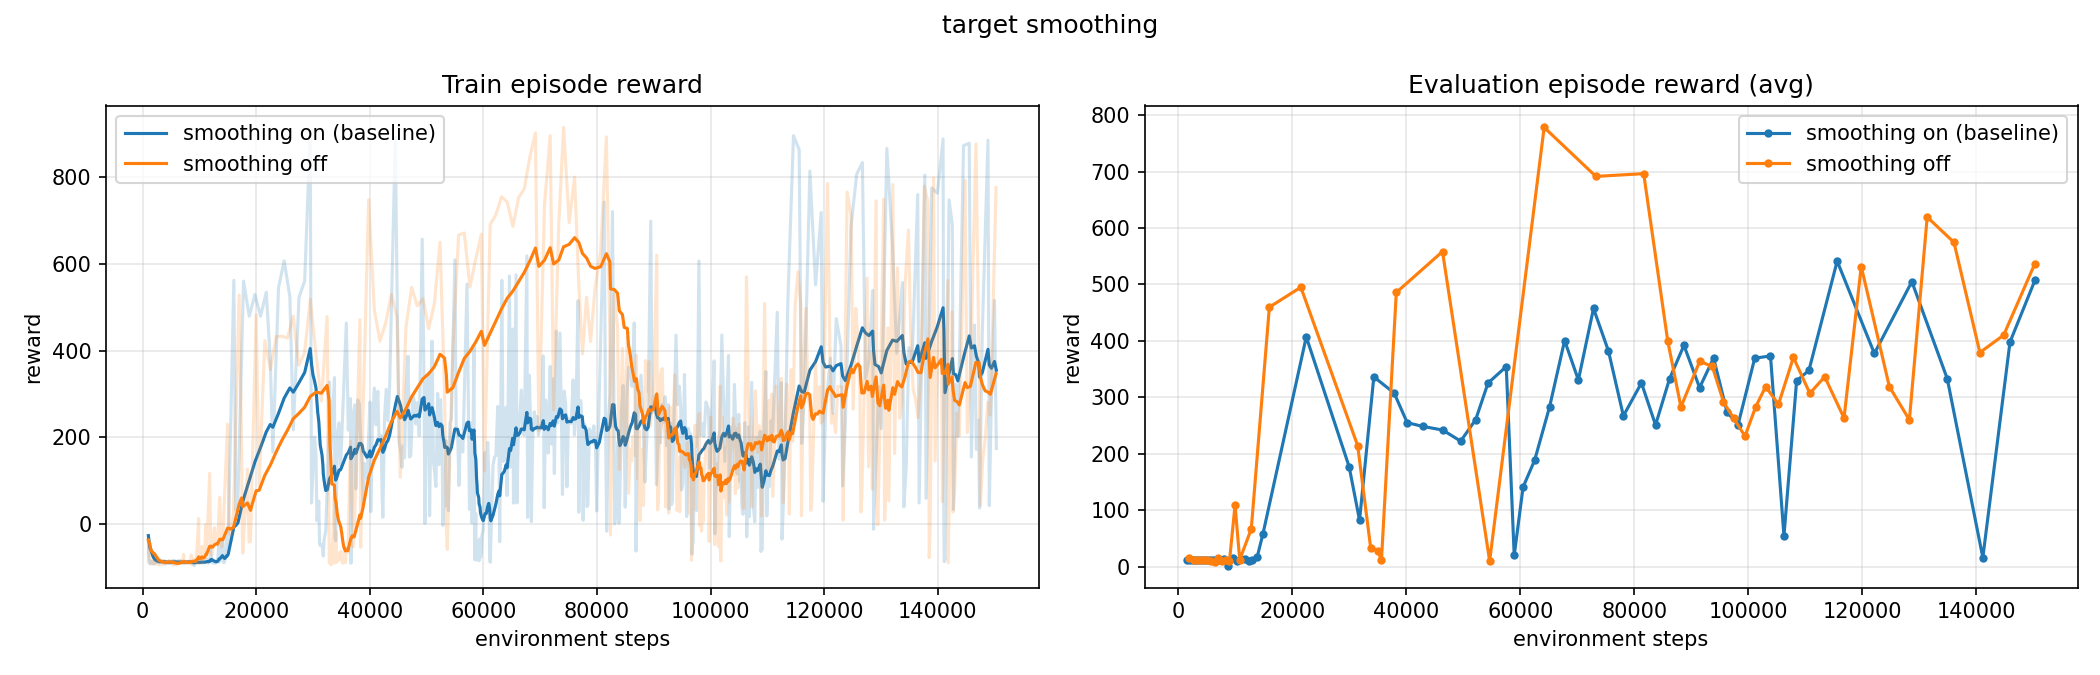 target smoothing
Train episode reward
smoothing on (baseline)
smoothing off
800
600
400
200
0
reward
0 20000 40000 60000 80000 100000 120000 140000
environment steps
Evaluation episode reward (avg)
smoothing on (baseline)
smoothing off
800
700
600
500
400
300
200
100
0
reward
0 20000 40000 60000 80000 100000 120000 140000
environment steps